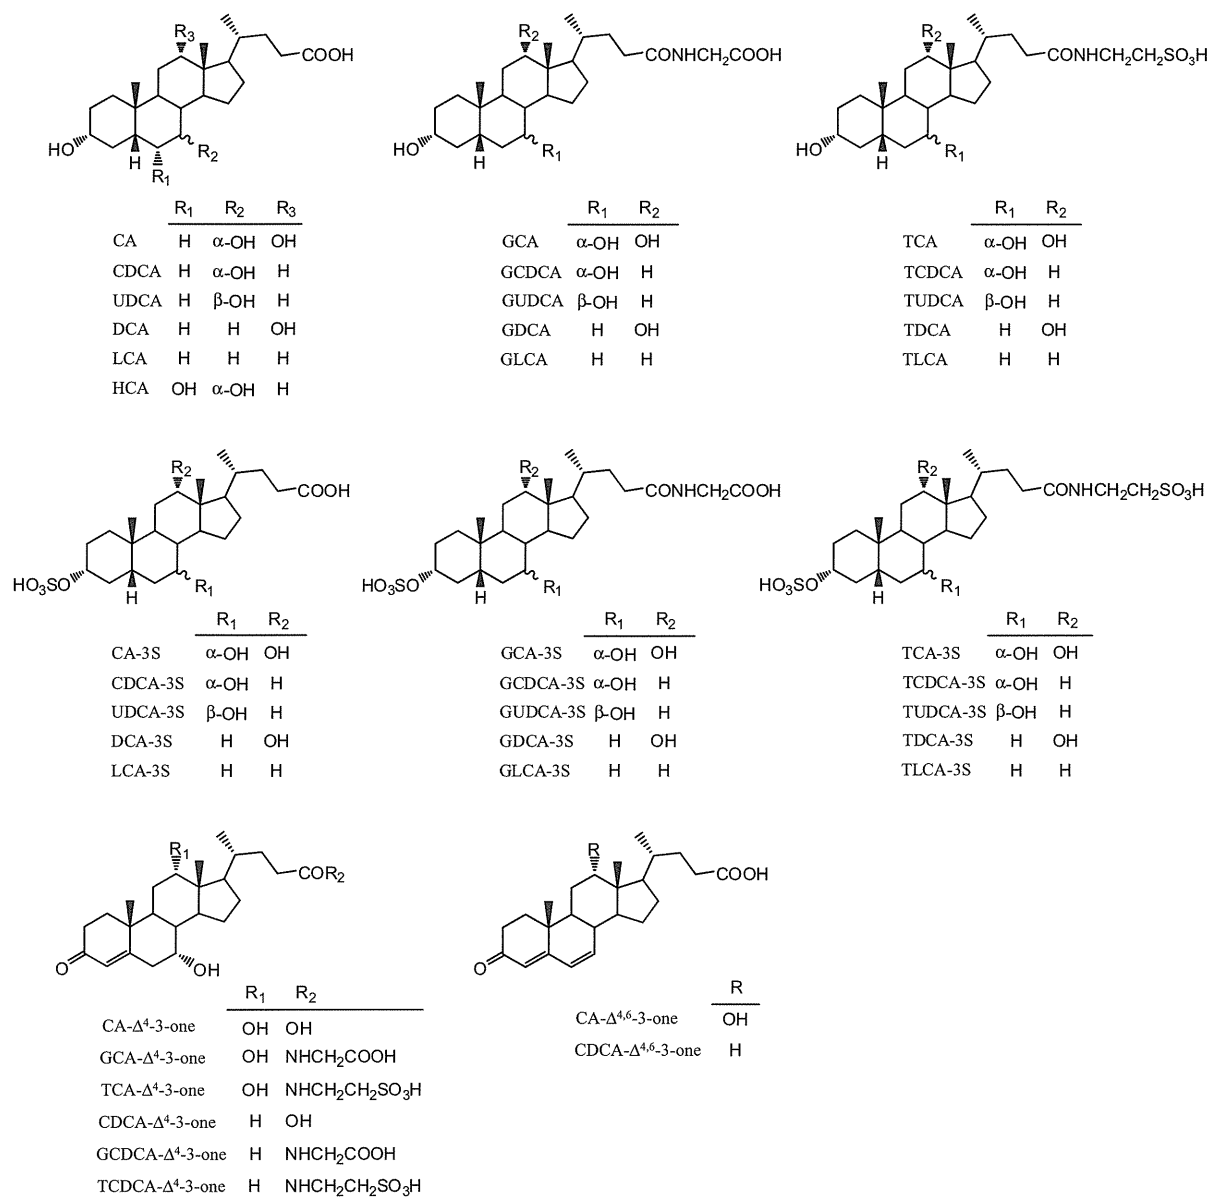 R3 COOH HO H R1 R2
R2 CONHCH2COOH HO H R1
R2 CONHCH2CH2SO3H HO H R1
R1 R2 R3
CA H α-OH OH
CDCA H α-OH H
UDCA H β-OH H
DCA H H OH
LCA H H H
HCA OH α-OH H
R1 R2
GCA α-OH OH
GCDCA α-OH H
GUDCA β-OH H
GDCA H OH
GLCA H H
R1 R2
TCA α-OH OH
TCDCA α-OH H
TUDCA β-OH H
TDCA H OH
TLCA H H
R2 COOH HO3SO H R1
R2 CONHCH2COOH HO3SO H R1
R2 CONHCH2CH2SO3H HO3SO H R1
R1 R2
CA-3S α-OH OH
CDCA-3S α-OH H
UDCA-3S β-OH H
DCA-3S H OH
LCA-3S H H
R1 R2
GCA-3S α-OH OH
GCDCA-3S α-OH H
GUDCA-3S β-OH H
GDCA-3S H OH
GLCA-3S H H
R1 R2
TCA-3S α-OH OH
TCDCA-3S α-OH H
TUDCA-3S β-OH H
TDCA-3S H OH
TLCA-3S H H
R1 COR2 O OH
R COOH O
R1 R2
CA-Δ4-3-one OH OH
GCA-Δ4-3-one OH NHCH2COOH
TCA-Δ4-3-one OH NHCH2CH2SO3H
CDCA-Δ4-3-one H OH
GCDCA-Δ4-3-one H NHCH2COOH
TCDCA-Δ4-3-one H NHCH2CH2SO3H
R
CA-Δ4,6-3-one OH
CDCA-Δ4,6-3-one H